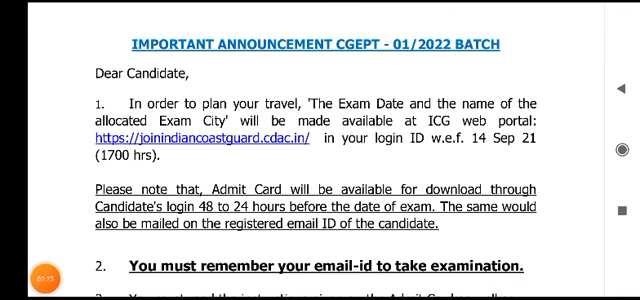 IMPORTANT ANNOUNCEMENT CGEPT - 01/2022 BATCH
Dear Candidate,
1. In order to plan your travel, 'The Exam Date and the name of the
allocated Exam City' will be made available at ICG web portal:
https://joinindiancoastguard.cdac.in/ in your login ID w.e.f. 14 Sep 21
(1700 hrs).
Please note that, Admit Card will be available for download through
Candidate's login 48 to 24 hours before the date of exam. The same would
also be mailed on the registered email ID of the candidate.
2. You must remember your email-id to take examination.